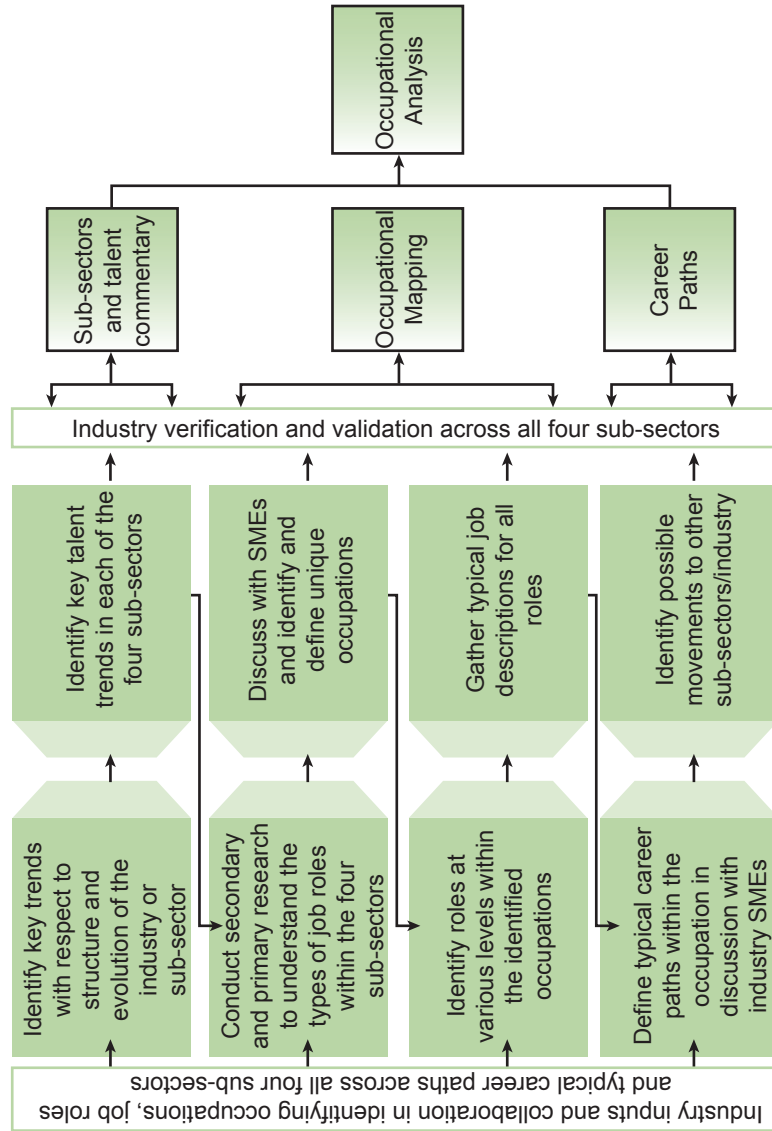 Industry inputs and collaboration in identifying occupations, job roles
and typical career paths across all four sub-sectors
Identify key trends
with respect to
structure and
evolution of the
industry or
sub-sector
Identify key talent
trends in each of the
four sub-sectors
Conduct secondary
and primary research
to understand the
types of job roles
within the four
sub-sectors
Discuss with SMEs
and identify and
define unique
occupations
Identify roles at
various levels within
the identified
occupations
Gather typical job
descriptions for all
roles
Define typical career
paths within the
occupation in
discussion with
industry SMEs
Identify possible
movements to other
sub-sectors/industry
Industry verification and validation across all four sub-sectors
Sub-sectors
and talent
commentary
Occupational
Mapping
Career
Paths
Occupational
Analysis